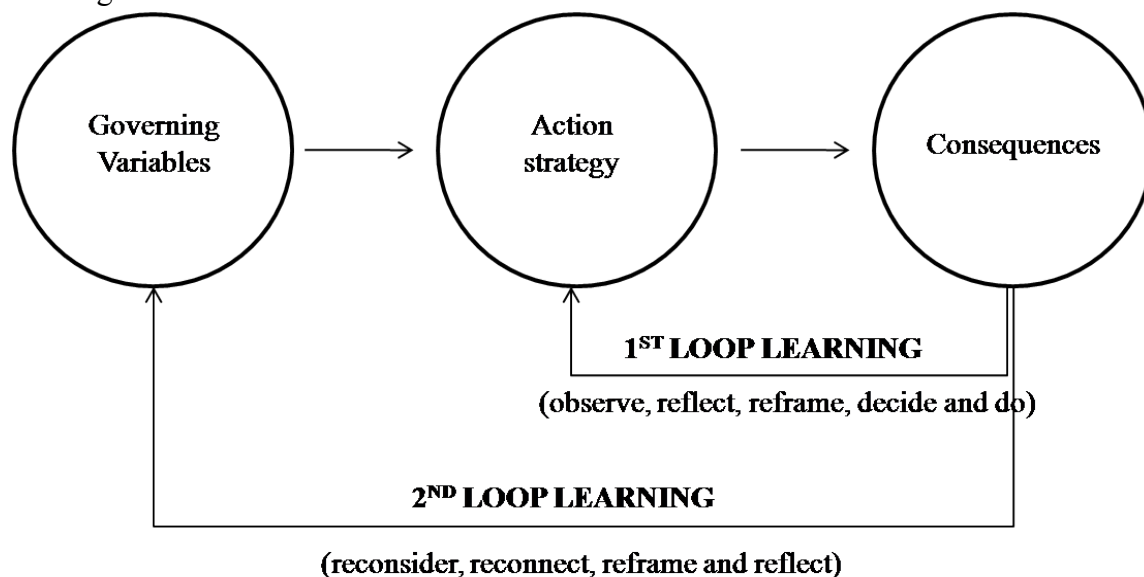 Governing
Variables
Action
strategy
Consequences
1ST LOOP LEARNING
(observe, reflect, reframe, decide and do)
2ND LOOP LEARNING
(reconsider, reconnect, reframe and reflect)